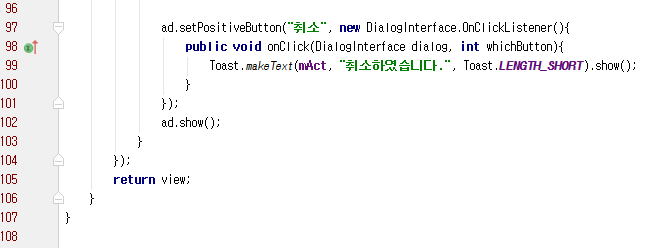 96
97 ad.setPositiveButton("취소", new DialogInterface.OnClickListener(){
98 public void onClick(DialogInterface dialog, int whichButton){
99 Toast.makeText(mAct, "취소하였습니다.", Toast.LENGTH_SHORT).show();
100 }
101 });
102 ad.show();
103 }
104 });
105 return view;
106 }
107 }
108